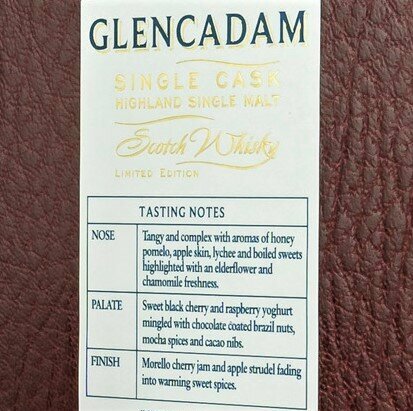 GLENCADAM
SINGLE CASK
HIGHLAND SINGLE MALT
Scotch Whisky
LIMITED EDITION
TASTING NOTES
NOSE
Tangy and complex with aromas of honey
pomelo, apple skin, lychee and boiled sweets
highlighted with an elderflower and
chamomile freshness.
PALATE
Sweet black cherry and raspberry yoghurt
mingled with chocolate coated brazil nuts,
mocha spices and cacao nibs.
FINISH
Morello cherry jam and apple strudel fading
into warming sweet spices.